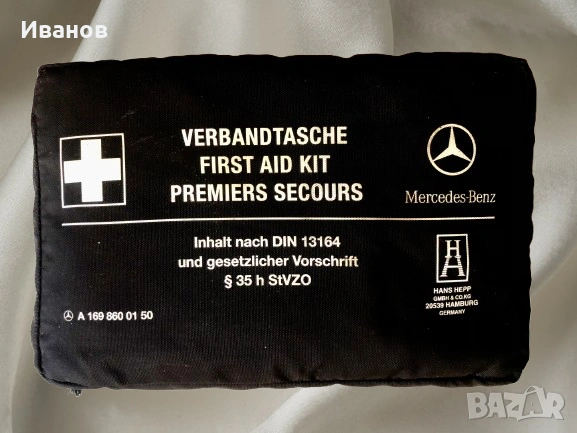 Иванов
VERBANDTASCHE
FIRST AID KIT
PREMIERS SECOURS
Mercedes-Benz
Inhalt nach DIN 13164
und gesetzlicher Vorschrift
§ 35 h StVZO
HANS HEPP
GMBH & CO.KG
20539 HAMBURG
GERMANY
A 169 860 01 50
BAZAR